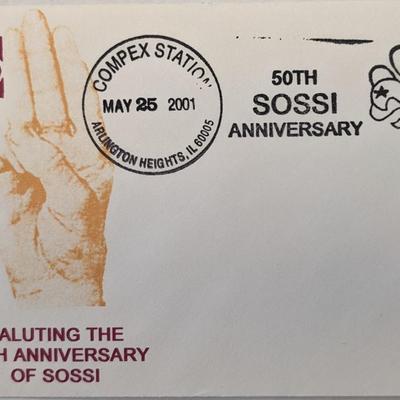 COMPEX STATION
MAY 25 2001
ARLINGTON HEIGHTS, IL 60005
50TH
SOSSI
ANNIVERSARY
ALUTING THE
H ANNIVERSARY
OF SOSSI